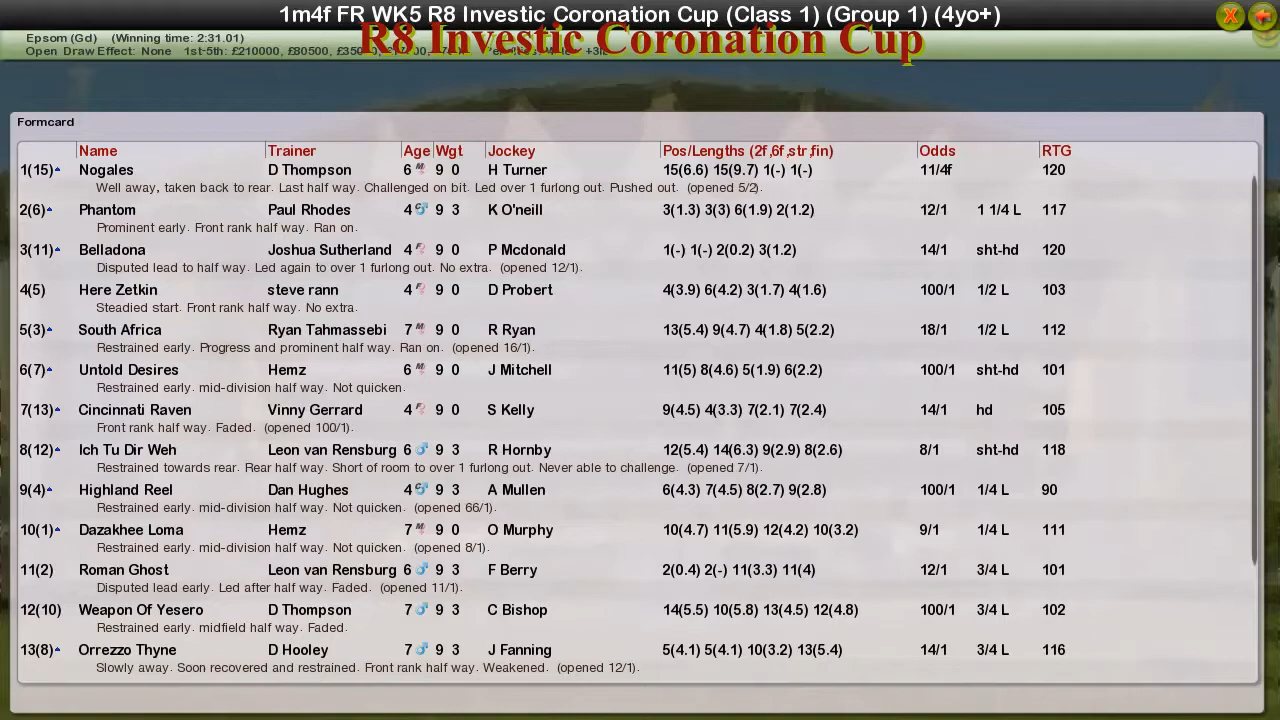 1m4f FR WK5 R8 Investic Coronation Cup (Class 1) (Group 1) (4yo+)
R8 Investic Coronation Cup
Epsom (Gd) (Winning time: 2:31.01)
Open Draw Effect: None 1st-5th: £210000, £80500,
Formcard
Name Trainer Age Wgt Jockey Pos/Lengths (2f,6f,str,fin) Odds RTG
1(15) Nogales D Thompson 6 9 0 H Turner 15(6.6) 15(9.7) 1(-) 1(-) 11/4f 120
Well away, taken back to rear. Last half way. Challenged on bit. Led over 1 furlong out. Pushed out. (opened 5/2).
2(6) Phantom Paul Rhodes 4 9 3 K O'neill 3(1.3) 3(3) 6(1.9) 2(1.2) 12/1 1 1/4 L 117
Prominent early. Front rank half way. Ran on.
3(11) Belladona Joshua Sutherland 4 9 0 P Mcdonald 1(-) 1(-) 2(0.2) 3(1.2) 14/1 sht-hd 120
Disputed lead to half way. Led again to over 1 furlong out. No extra. (opened 12/1).
4(5) Here Zetkin steve rann 4 9 0 D Probert 4(3.9) 6(4.2) 3(1.7) 4(1.6) 100/1 1/2 L 103
Steadied start. Front rank half way. No extra.
5(3) South Africa Ryan Tahmassebi 7 9 0 R Ryan 13(5.4) 9(4.7) 4(1.8) 5(2.2) 18/1 1/2 L 112
Restrained early. Progress and prominent half way. Ran on. (opened 16/1).
6(7) Untold Desires Hemz 6 9 0 J Mitchell 11(5) 8(4.6) 5(1.9) 6(2.2) 100/1 sht-hd 101
Restrained early. mid-division half way. Not quicken.
7(13) Cincinnati Raven Vinny Gerrard 4 9 0 S Kelly 9(4.5) 4(3.3) 7(2.1) 7(2.4) 14/1 hd 105
Front rank half way. Faded. (opened 100/1).
8(12) Ich Tu Dir Weh Leon van Rensburg 6 9 3 R Hornby 12(5.4) 14(6.3) 9(2.9) 8(2.6) 8/1 sht-hd 118
Restrained towards rear. Rear half way. Short of room to over 1 furlong out. Never able to challenge. (opened 7/1).
9(4) Highland Reel Dan Hughes 4 9 3 A Mullen 6(4.3) 7(4.5) 8(2.7) 9(2.8) 100/1 1/4 L 90
Restrained early. mid-division half way. Not quicken. (opened 66/1).
10(1) Dazakhee Loma Hemz 7 9 0 O Murphy 10(4.7) 11(5.9) 12(4.2) 10(3.2) 9/1 1/4 L 111
Restrained early. mid-division half way. Not quicken. (opened 8/1).
11(2) Roman Ghost Leon van Rensburg 6 9 3 F Berry 2(0.4) 2(-) 11(3.3) 11(4) 12/1 3/4 L 101
Disputed lead early. Led after half way. Faded. (opened 11/1).
12(10) Weapon Of Yesero D Thompson 7 9 3 C Bishop 14(5.5) 10(5.8) 13(4.5) 12(4.8) 100/1 3/4 L 102
Restrained early. midfield half way. Faded.
13(8) Orrezzo Thyne D Hooley 7 9 3 J Fanning 5(4.1) 5(4.1) 10(3.2) 13(5.4) 14/1 3/4 L 116
Slowly away. Soon recovered and restrained. Front rank half way. Weakened. (opened 12/1).